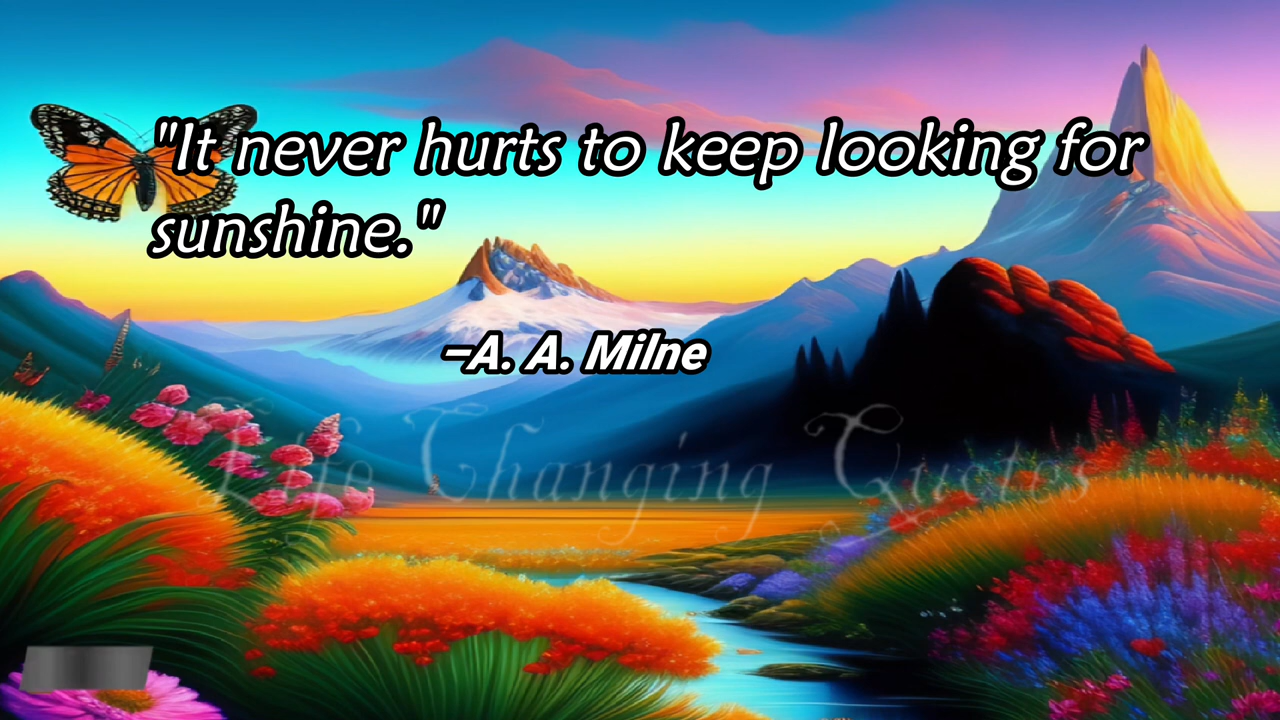 "It never hurts to keep looking for
sunshine."
–A. A. Milne
Life Changing Quotes